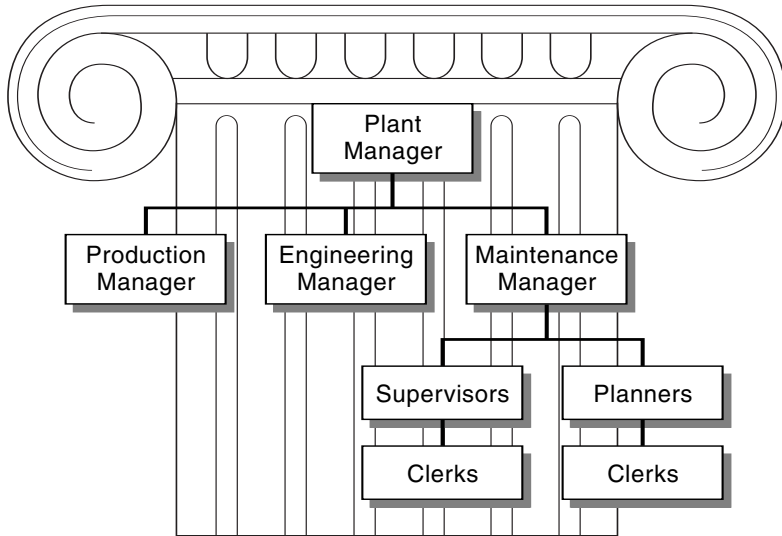 Plant
Manager
Production
Manager
Engineering
Manager
Maintenance
Manager
Supervisors
Planners
Clerks
Clerks